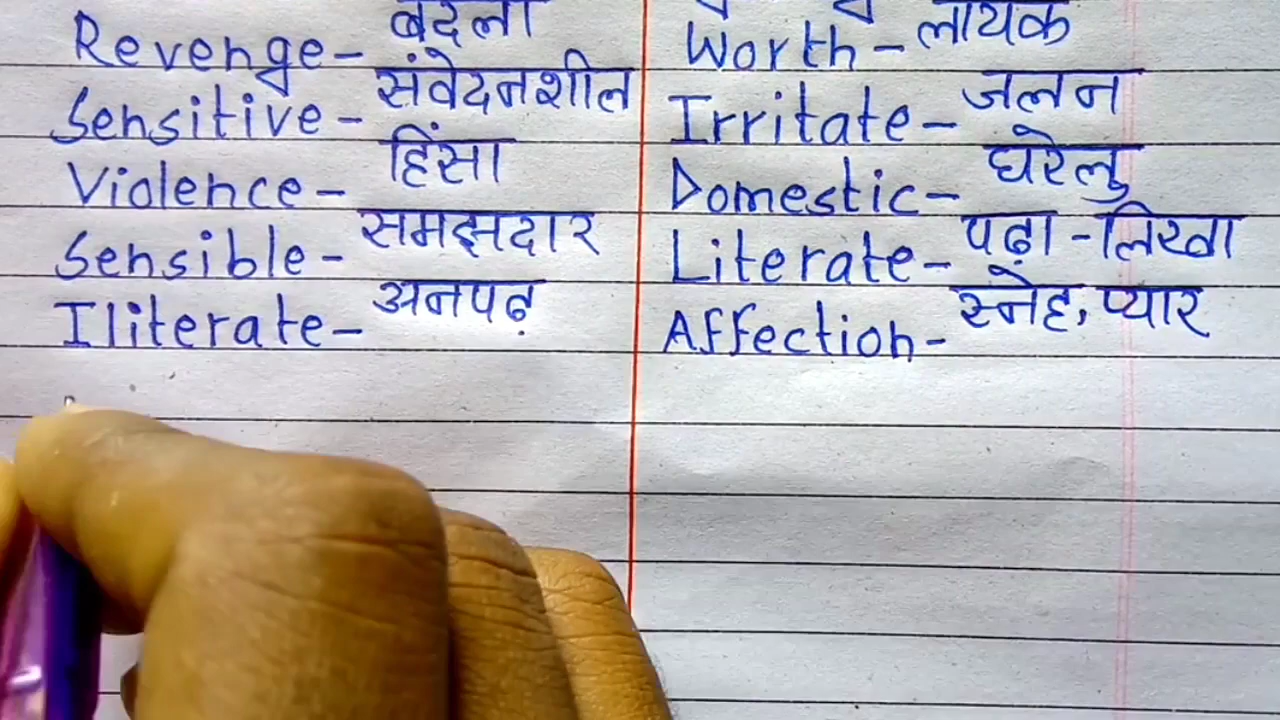 Revenge - बदला
Sensitive - संवेदनशील
Violence - हिंसा
Sensible - समझदार
Iliterate - अनपढ़
Worth - लायक
Irritate - जलन
Domestic - घरेलु
Literate - पढ़ा - लिखा
Affection - स्नेह, प्यार